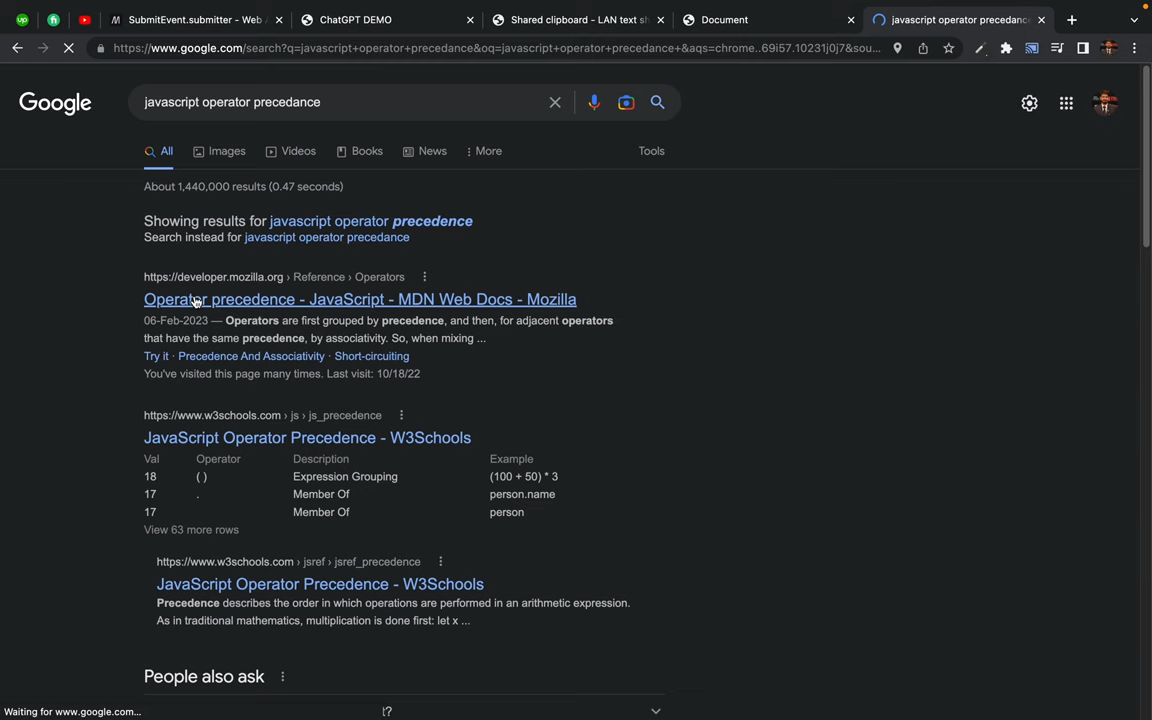 SubmitEvent.submitter - Web
ChatGPT DEMO
Shared clipboard - LAN text sh
Document
javascript operator precedanc
https://www.google.com/search?q=javascript+operator+precedance&oq=javascript+operator+precedance+&aqs=chrome..69i57.10231j0j7&sou...
Google
javascript operator precedance
All
Images
Videos
Books
News
More
Tools
About 1,440,000 results (0.47 seconds)
Showing results for javascript operator precedence
Search instead for javascript operator precedance
https://developer.mozilla.org › Reference › Operators
Operator precedence - JavaScript - MDN Web Docs - Mozilla
06-Feb-2023 — Operators are first grouped by precedence, and then, for adjacent operators
that have the same precedence, by associativity. So, when mixing ...
Try it · Precedence And Associativity · Short-circuiting
You've visited this page many times. Last visit: 10/18/22
https://www.w3schools.com › js › js_precedence
JavaScript Operator Precedence - W3Schools
Val Operator Description Example
18 ( ) Expression Grouping (100 + 50) * 3
17 . Member Of person.name
17 Member Of person
View 63 more rows
https://www.w3schools.com › jsref › jsref_precedence
JavaScript Operator Precedence - W3Schools
Precedence describes the order in which operations are performed in an arithmetic expression.
As in traditional mathematics, multiplication is done first: let x ...
People also ask
Waiting for www.google.com...
t?